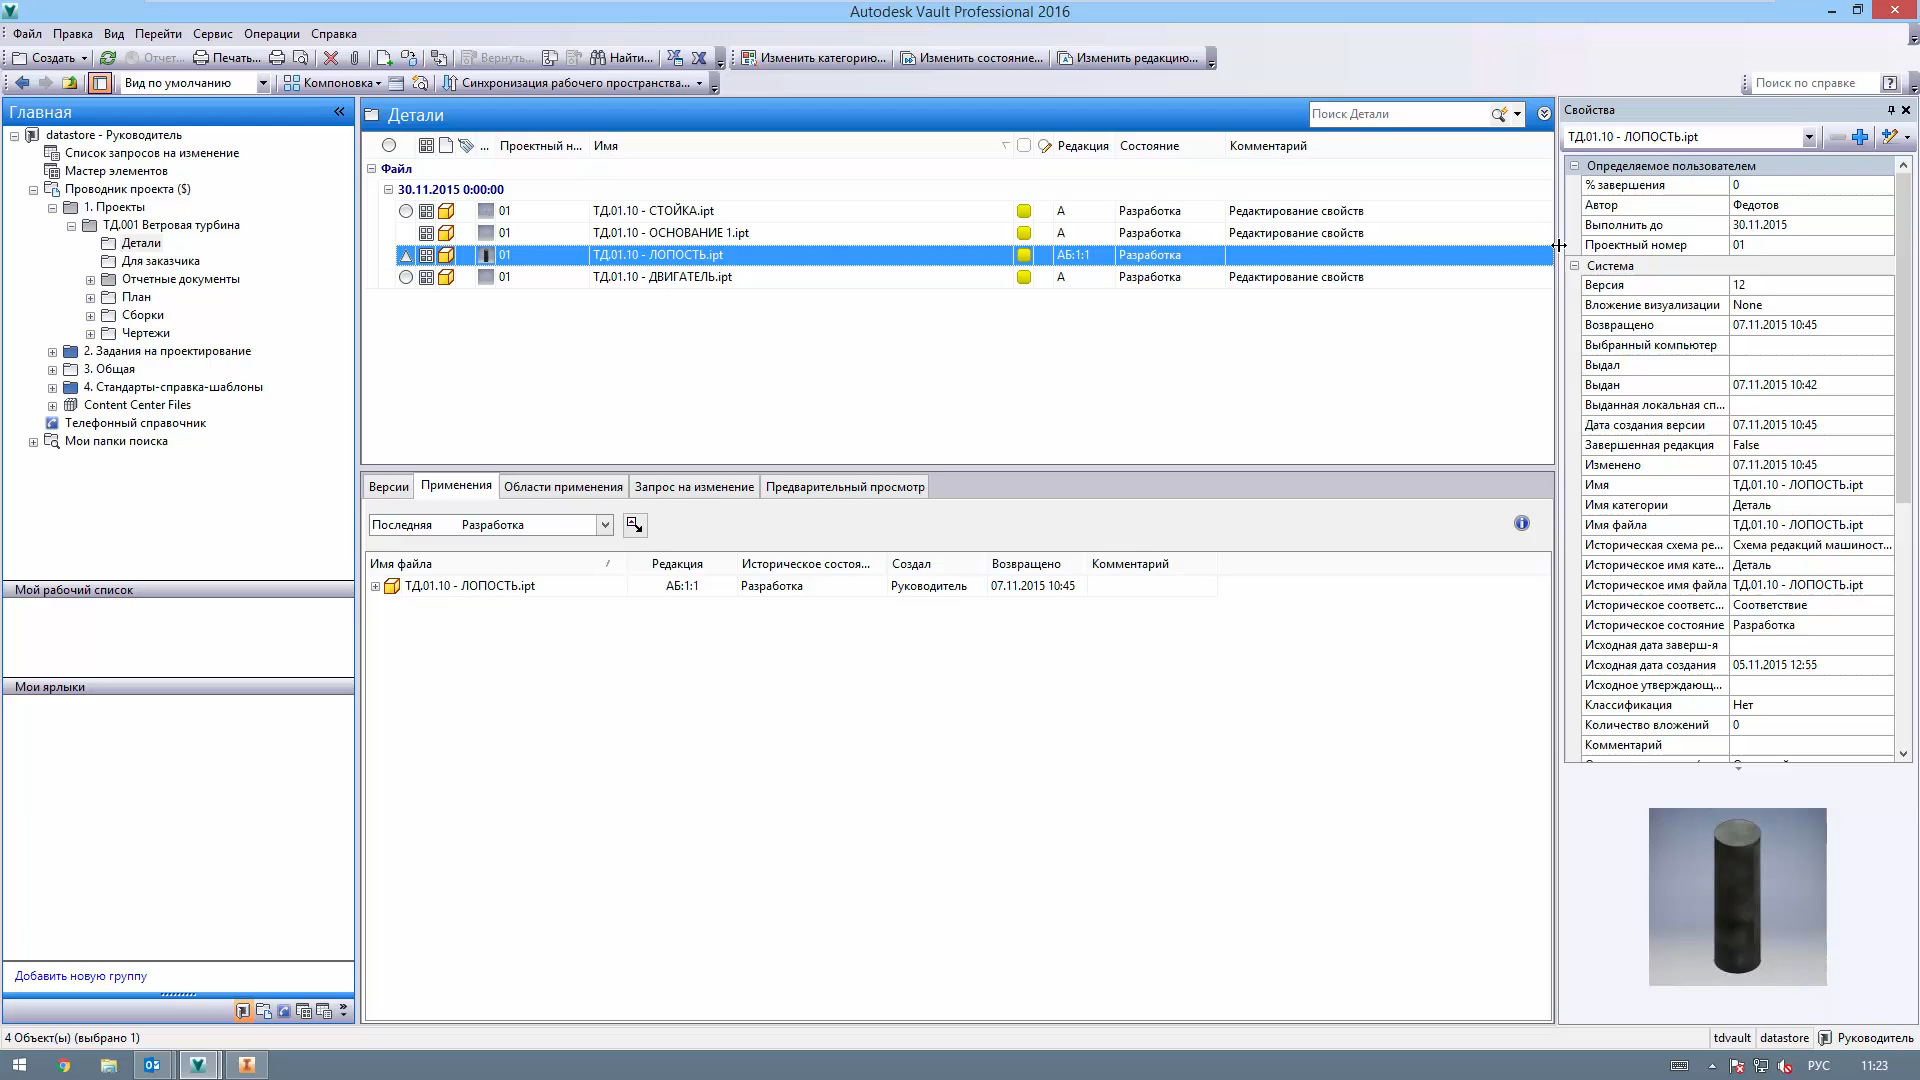 Autodesk Vault Professional 2016
Файл Правка Вид Перейти Сервис Операции Справка
Создать Отчет... Печать... Вернуть... Найти... Изменить категорию... Изменить состояние... Изменить редакцию...
Вид по умолчанию Компоновка Синхронизация рабочего пространства... Поиск по справке
Главная
datastore - Руководитель
Список запросов на изменение
Мастер элементов
Проводник проекта ($)
1. Проекты
ТД.001 Ветровая турбина
Детали
Для заказчика
Отчетные документы
План
Сборки
Чертежи
2. Задания на проектирование
3. Общая
4. Стандарты-справка-шаблоны
Content Center Files
Телефонный справочник
Мои папки поиска
Мой рабочий список
Мои ярлыки
Добавить новую группу
Детали Поиск Детали
... Проектный н... Имя Редакция Состояние Комментарий
Файл
30.11.2015 0:00:00
01 ТД.01.10 - СТОЙКА.ipt А Разработка Редактирование свойств
01 ТД.01.10 - ОСНОВАНИЕ 1.ipt А Разработка Редактирование свойств
01 ТД.01.10 - ЛОПОСТЬ.ipt АБ:1:1 Разработка
01 ТД.01.10 - ДВИГАТЕЛЬ.ipt А Разработка Редактирование свойств
Версии Применения Области применения Запрос на изменение Предварительный просмотр
Последняя Разработка
Имя файла Редакция Историческое состоя... Создал Возвращено Комментарий
ТД.01.10 - ЛОПОСТЬ.ipt АБ:1:1 Разработка Руководитель 07.11.2015 10:45
Свойства
ТД.01.10 - ЛОПОСТЬ.ipt
Определяемое пользователем
% завершения 0
Автор Федотов
Выполнить до 30.11.2015
Проектный номер 01
Система
Версия 12
Вложение визуализации None
Возвращено 07.11.2015 10:45
Выбранный компьютер
Выдал
Выдан 07.11.2015 10:42
Выданная локальная сп...
Дата создания версии 07.11.2015 10:45
Завершенная редакция False
Изменено 07.11.2015 10:45
Имя ТД.01.10 - ЛОПОСТЬ.ipt
Имя категории Деталь
Имя файла ТД.01.10 - ЛОПОСТЬ.ipt
Историческая схема ре... Схема редакций машиност...
Историческое имя кате... Деталь
Историческое имя файла ТД.01.10 - ЛОПОСТЬ.ipt
Историческое соответс... Соответствие
Историческое состояние Разработка
Исходная дата заверш-я
Исходная дата создания 05.11.2015 12:55
Исходное утверждающ...
Классификация Нет
Количество вложений 0
Комментарий
4 Объект(ы) (выбрано 1) tdvault datastore Руководитель
РУС 11:23